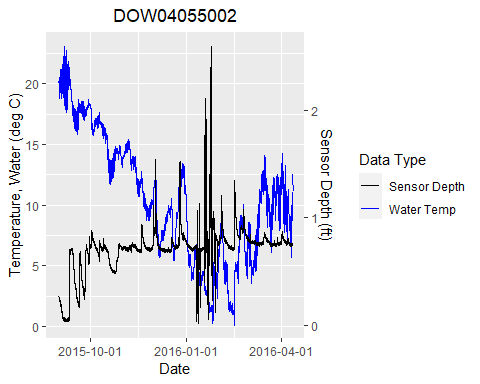 DOW04055002
Temperature, Water (deg C)
20
15
10
5
0
2
1
0
Sensor Depth (ft)
2015-10-01 2016-01-01 2016-04-01
Date
Data Type
Sensor Depth
Water Temp